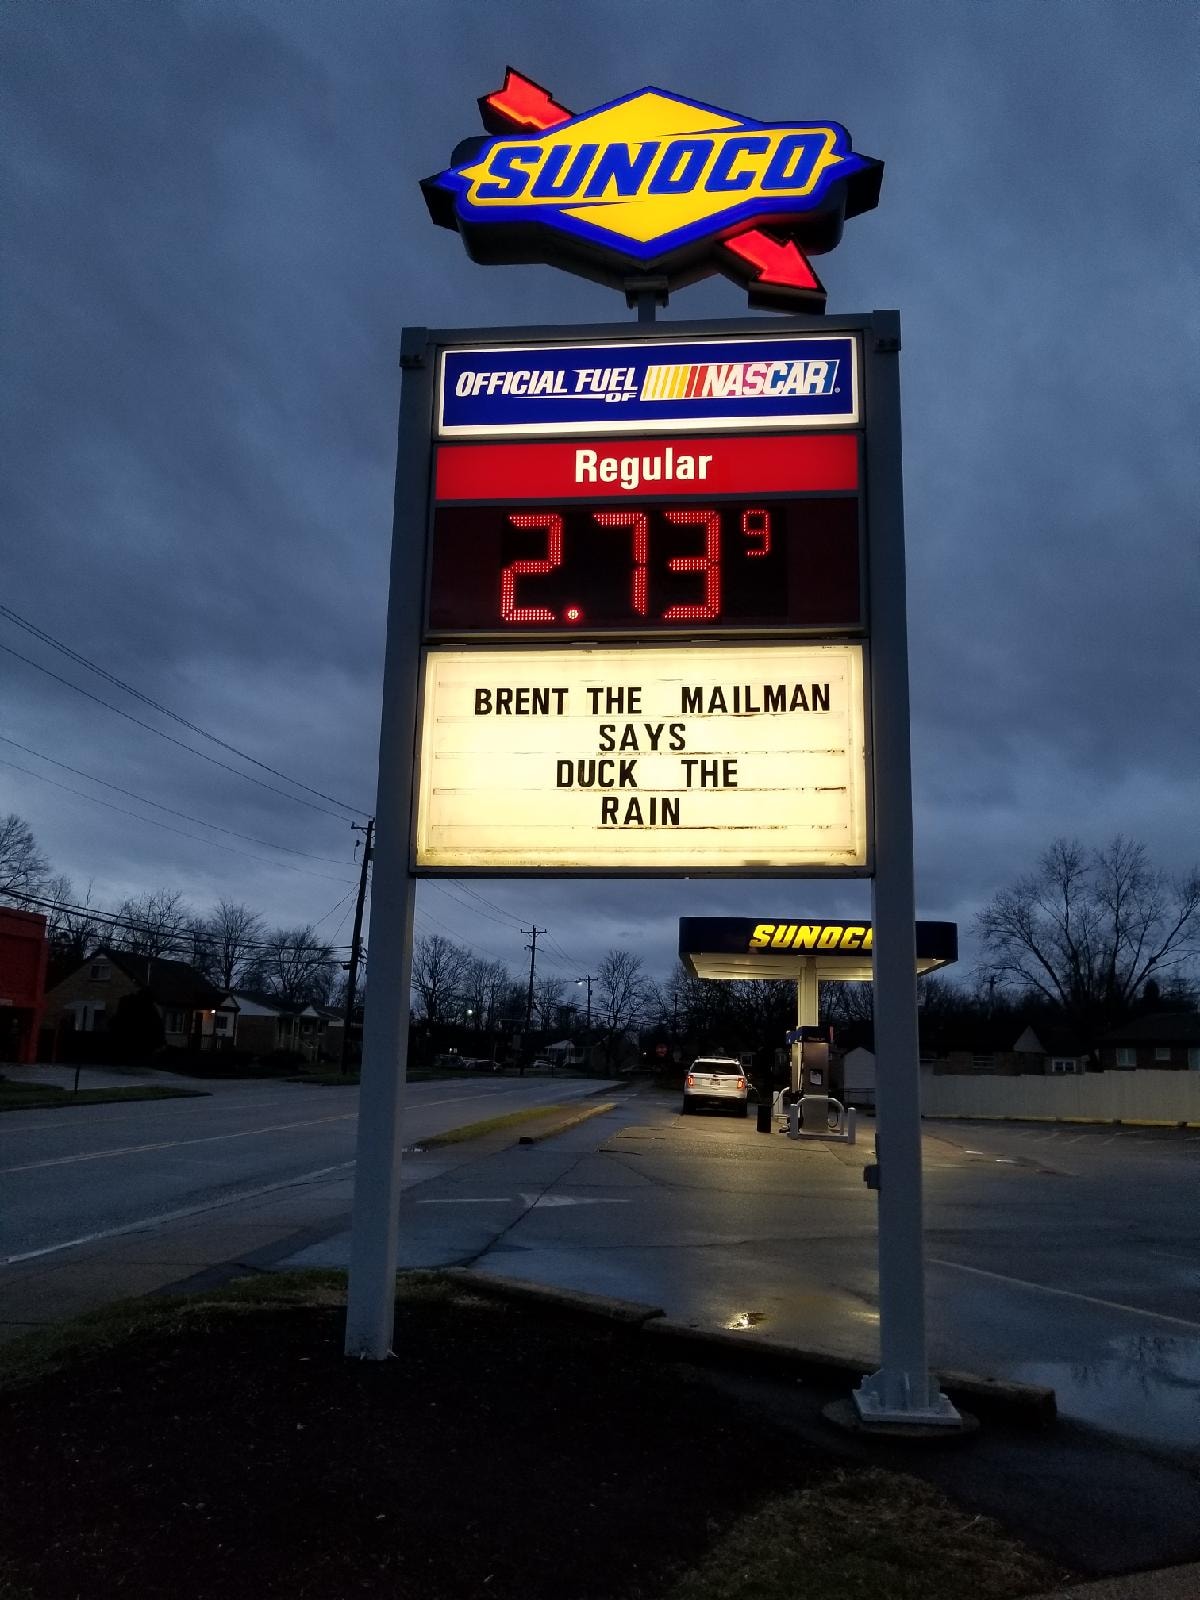 SUNOCO
OFFICIAL FUEL OF NASCAR
Regular
2.73 9
BRENT THE MAILMAN
SAYS
DUCK THE
RAIN
SUNOCO